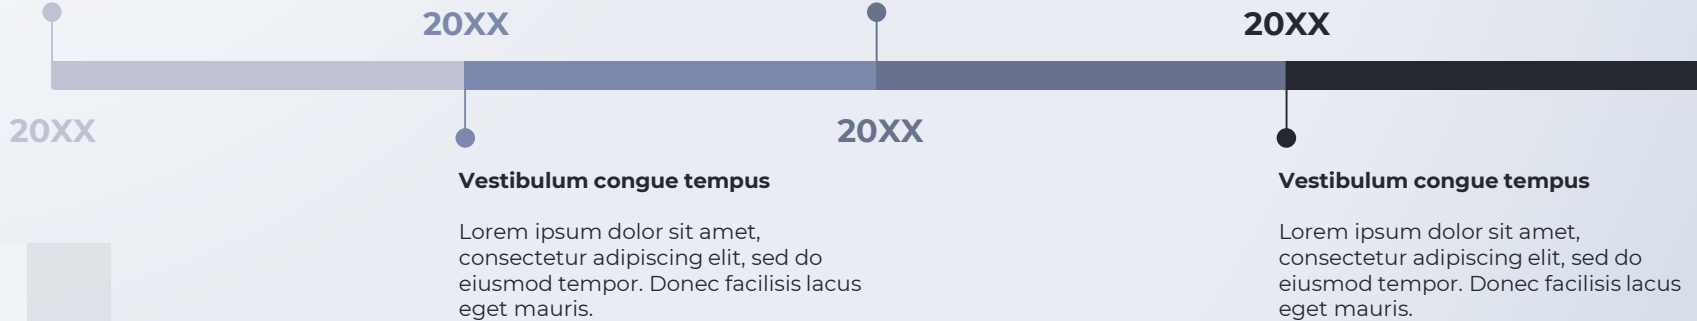 20XX
20XX
20XX
20XX
Vestibulum congue tempus
Lorem ipsum dolor sit amet,
consectetur adipiscing elit, sed do
eiusmod tempor. Donec facilisis lacus
eget mauris.
Vestibulum congue tempus
Lorem ipsum dolor sit amet,
consectetur adipiscing elit, sed do
eiusmod tempor. Donec facilisis lacus
eget mauris.